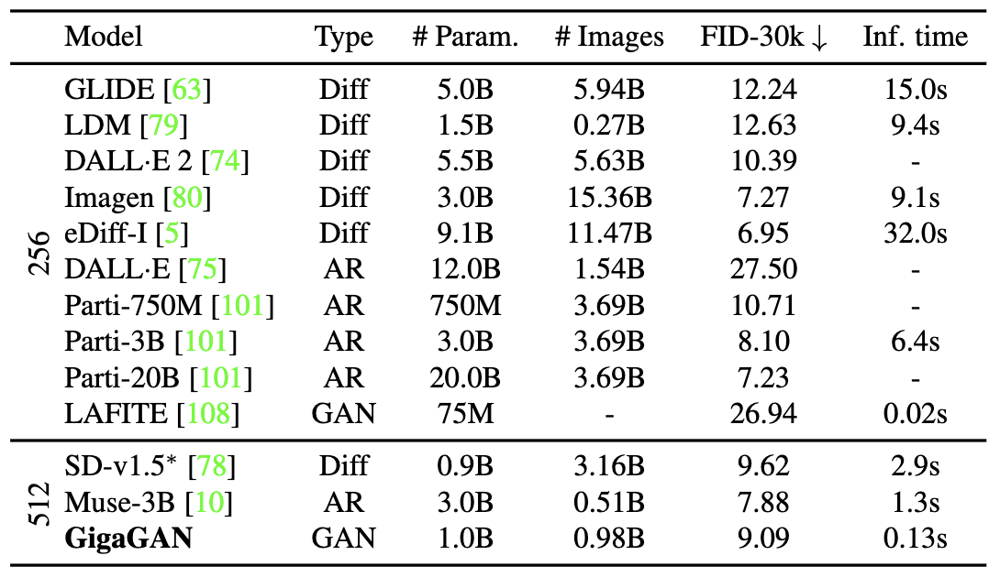 Model Type # Param. # Images FID-30k ↓ Inf. time
256
GLIDE [63] Diff 5.0B 5.94B 12.24 15.0s
LDM [79] Diff 1.5B 0.27B 12.63 9.4s
DALL·E 2 [74] Diff 5.5B 5.63B 10.39 -
Imagen [80] Diff 3.0B 15.36B 7.27 9.1s
eDiff-I [5] Diff 9.1B 11.47B 6.95 32.0s
DALL·E [75] AR 12.0B 1.54B 27.50 -
Parti-750M [101] AR 750M 3.69B 10.71 -
Parti-3B [101] AR 3.0B 3.69B 8.10 6.4s
Parti-20B [101] AR 20.0B 3.69B 7.23 -
LAFITE [108] GAN 75M - 26.94 0.02s
512
SD-v1.5* [78] Diff 0.9B 3.16B 9.62 2.9s
Muse-3B [10] AR 3.0B 0.51B 7.88 1.3s
GigaGAN GAN 1.0B 0.98B 9.09 0.13s